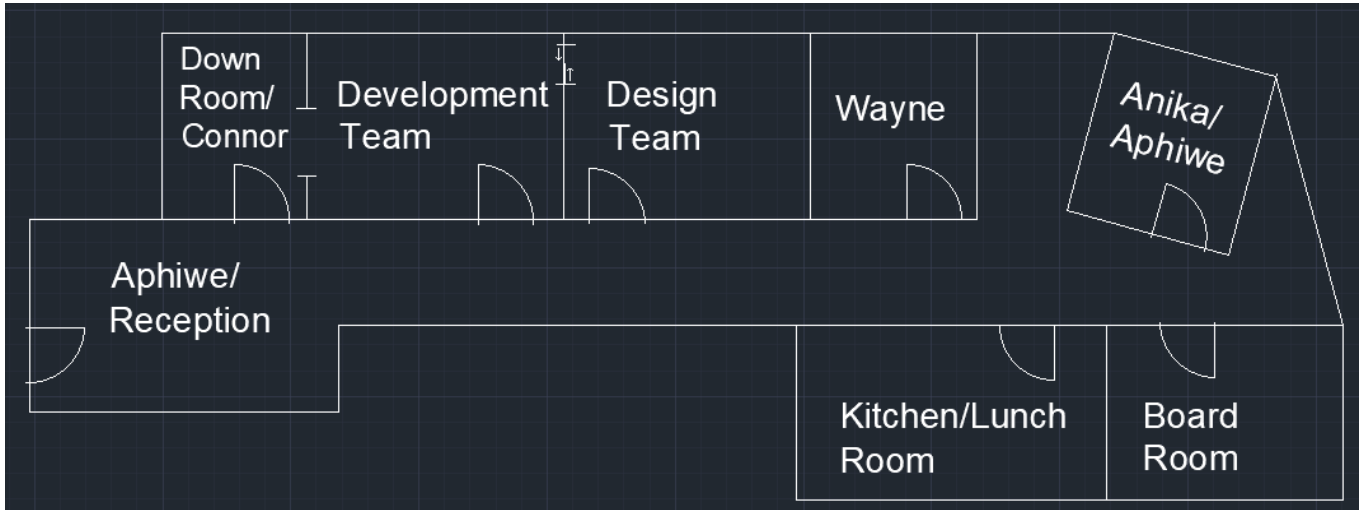 Down
Room/
Connor
Development
Team
Design
Team
Wayne
Anika/
Aphiwe
Aphiwe/
Reception
Kitchen/Lunch
Room
Board
Room